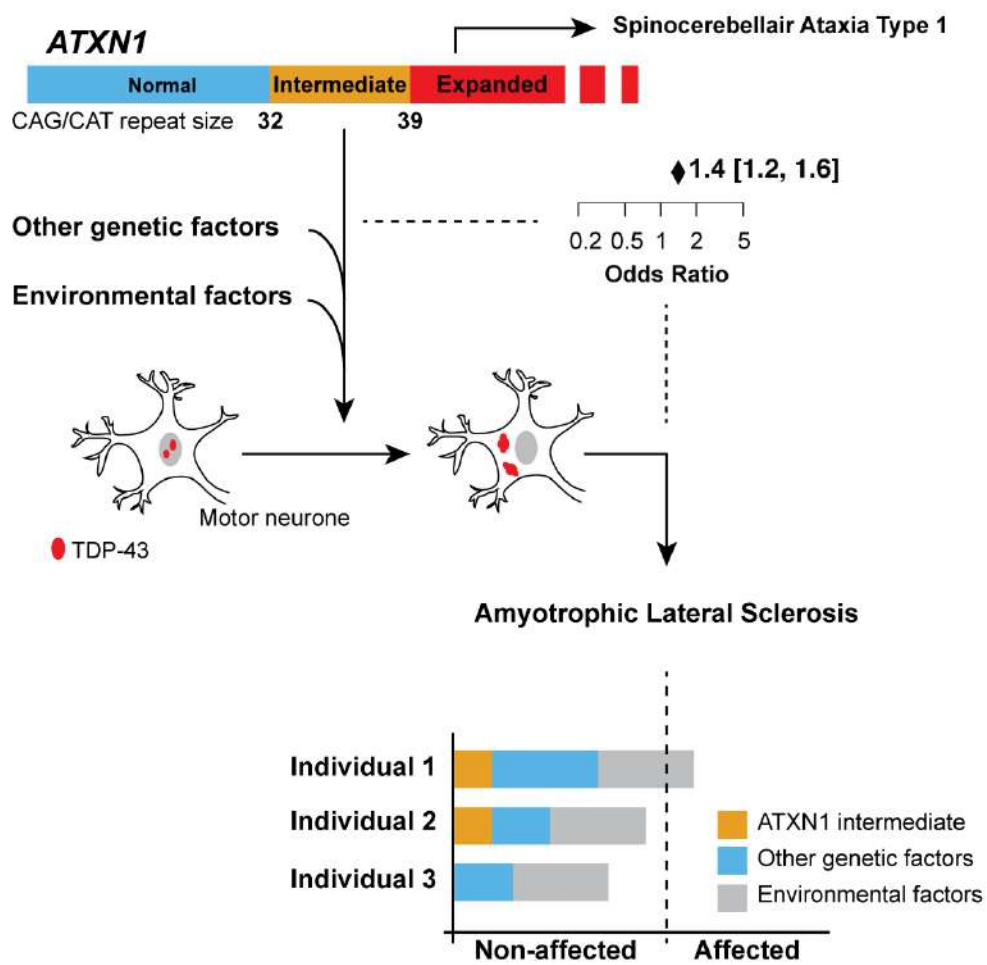 Spinocerebellair Ataxia Type 1
ATXN1
Normal Intermediate Expanded
CAG/CAT repeat size 32 39
1.4 [1.2, 1.6]
Other genetic factors
0.2 0.5 1 2 5
Odds Ratio
Environmental factors
Motor neurone
TDP-43
Amyotrophic Lateral Sclerosis
Individual 1
Individual 2
Individual 3
ATXN1 intermediate
Other genetic factors
Environmental factors
Non-affected Affected